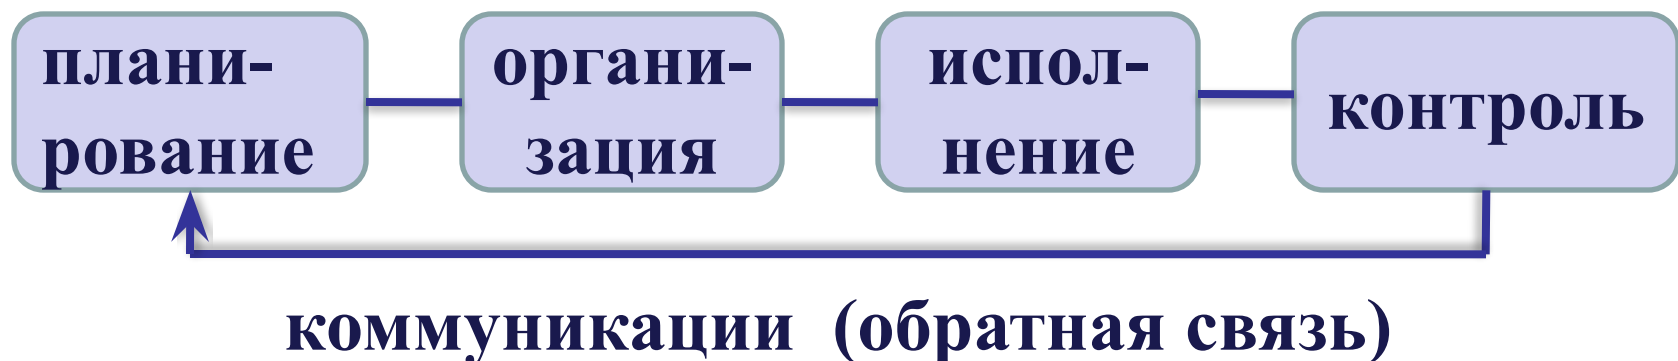 плани-
рование
органи-
зация
испол-
нение
контроль
коммуникации (обратная связь)